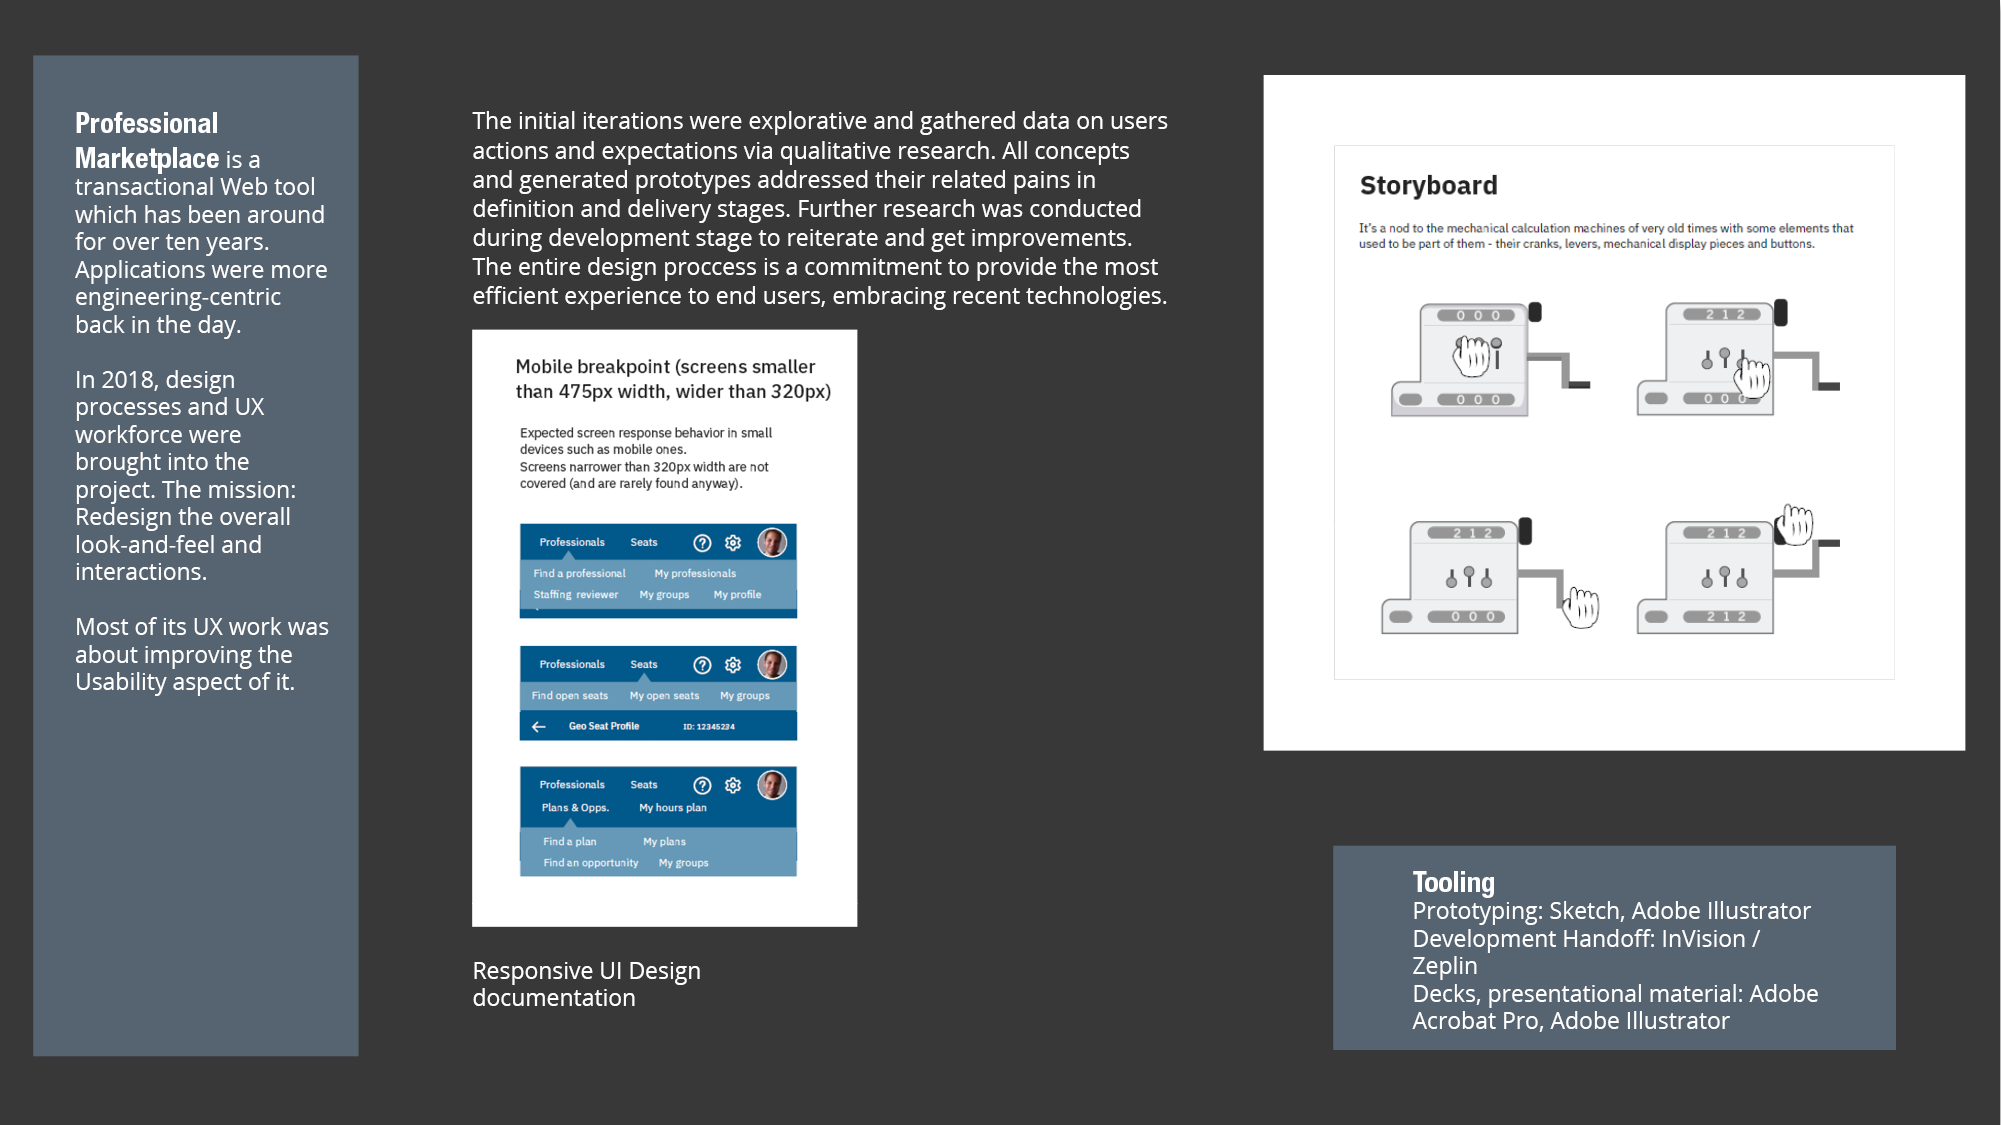 Professional
Marketplace is a
transactional Web tool
which has been around
for over ten years.
Applications were more
engineering-centric
back in the day.
In 2018, design
processes and UX
workforce were
brought into the
project. The mission:
Redesign the overall
look-and-feel and
interactions.
Most of its UX work was
about improving the
Usability aspect of it.
The initial iterations were explorative and gathered data on users
actions and expectations via qualitative research. All concepts
and generated prototypes addressed their related pains in
definition and delivery stages. Further research was conducted
during development stage to reiterate and get improvements.
The entire design proccess is a commitment to provide the most
efficient experience to end users, embracing recent technologies.
Mobile breakpoint (screens smaller
than 475px width, wider than 320px)
Expected screen response behavior in small
devices such as mobile ones.
Screens narrower than 320px width are not
covered (and are rarely found anyway).
Professionals Seats ?
Find a professional My professionals
Staffing reviewer My groups My profile
Professionals Seats ?
Find open seats My open seats My groups
Geo Seat Profile ID: 12345234
Professionals Seats ?
Plans & Opps. My hours plan
Find a plan My plans
Find an opportunity My groups
Responsive UI Design
documentation
Storyboard
It's a nod to the mechanical calculation machines of very old times with some elements that
used to be part of them - their cranks, levers, mechanical display pieces and buttons.
0 0 0
0 0 0
2 1 2
0 0 0
2 1 2
0 0 0
2 1 2
2 1 2
Tooling
Prototyping: Sketch, Adobe Illustrator
Development Handoff: InVision /
Zeplin
Decks, presentational material: Adobe
Acrobat Pro, Adobe Illustrator